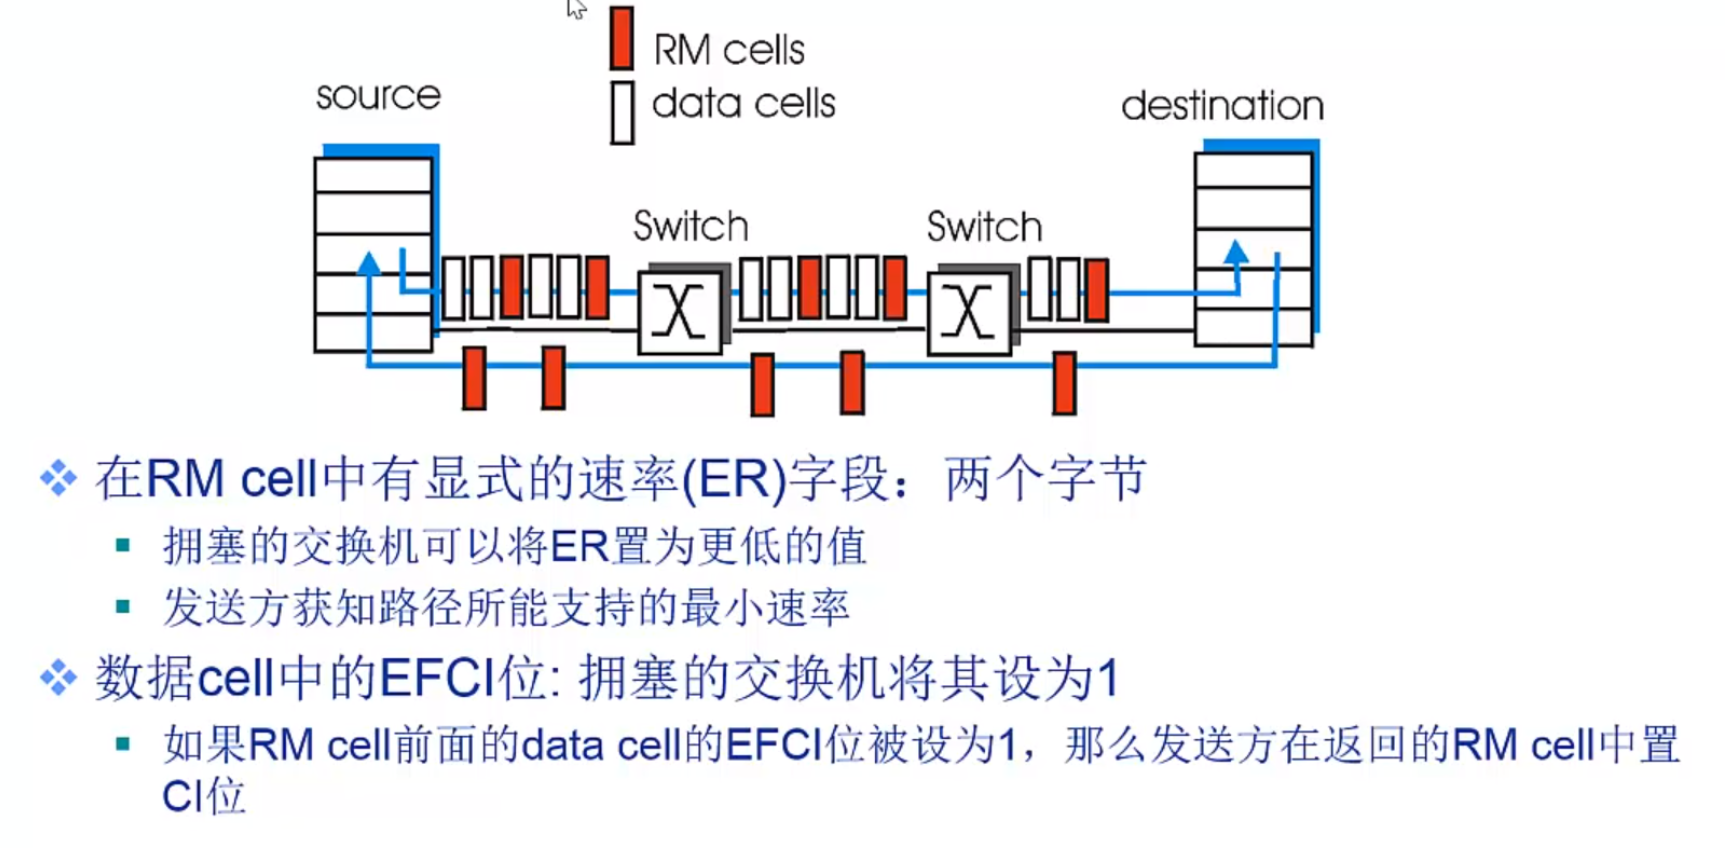 RM cells
data cells
source
destination
Switch
Switch
在RM cell中有显式的速率(ER)字段：两个字节
拥塞的交换机可以将ER置为更低的值
发送方获知路径所能支持的最小速率
数据cell中的EFCI位: 拥塞的交换机将其设为1
如果RM cell前面的data cell的EFCI位被设为1，那么发送方在返回的RM cell中置
CI位